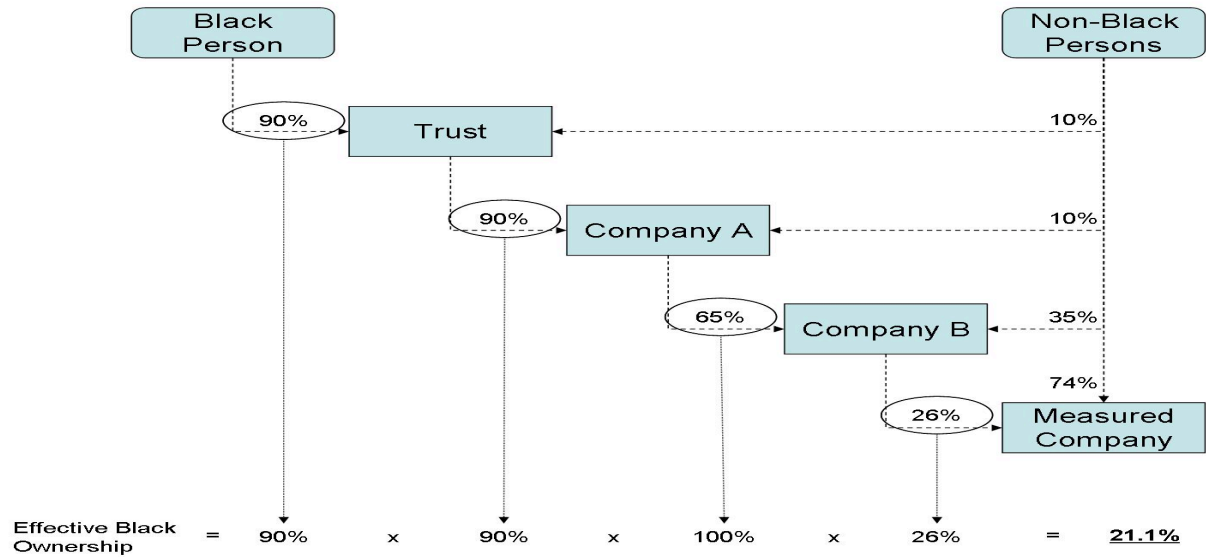 Black
Person
Non-Black
Persons
90%
Trust
10%
90%
Company A
10%
65%
Company B
35%
74%
26%
Measured
Company
Effective Black
Ownership
= 90% x 90% x 100% x 26% = 21.1%